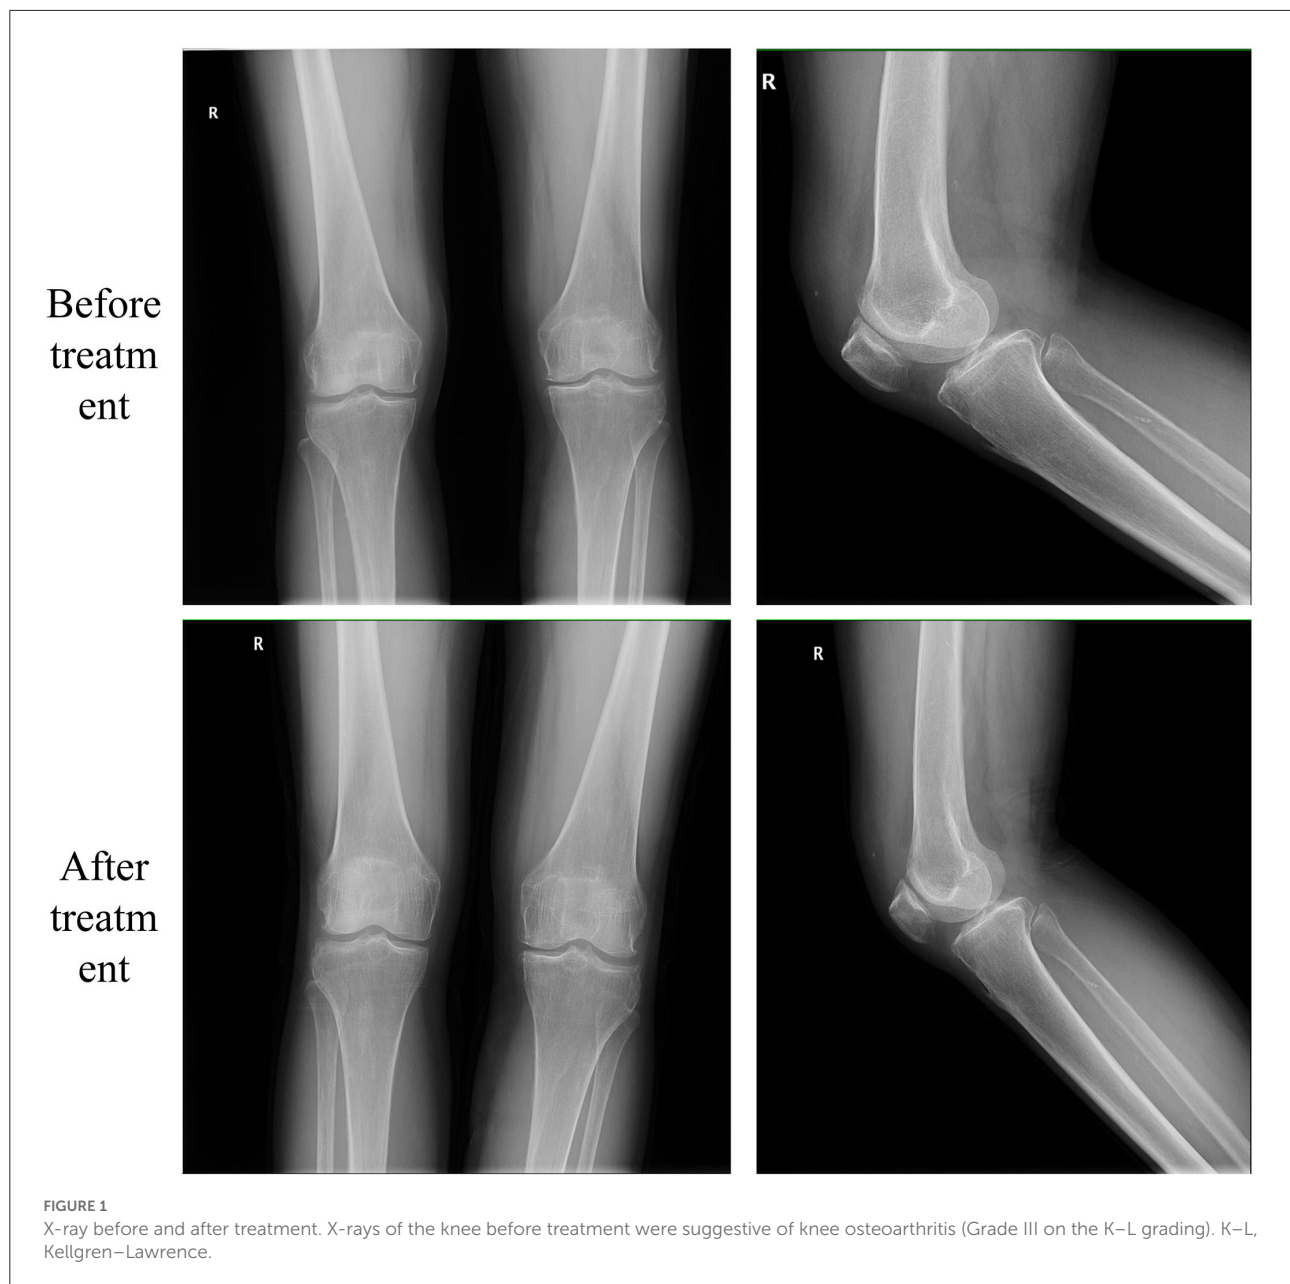 R
R
Before
treatm
ent
R
R
After
treatm
ent
FIGURE 1
X-ray before and after treatment. X-rays of the knee before treatment were suggestive of knee osteoarthritis (Grade III on the K–L grading). K–L,
Kellgren–Lawrence.